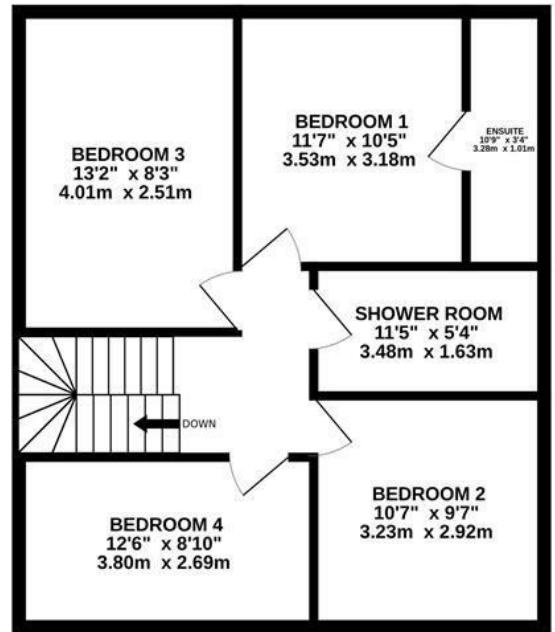 BEDROOM 1
11'7" x 10'5"
3.53m x 3.18m
ENSUITE
10'9" x 3'4"
3.28m x 1.01m
BEDROOM 3
13'2" x 8'3"
4.01m x 2.51m
SHOWER ROOM
11'5" x 5'4"
3.48m x 1.63m
DOWN
BEDROOM 2
10'7" x 9'7"
3.23m x 2.92m
BEDROOM 4
12'6" x 8'10"
3.80m x 2.69m